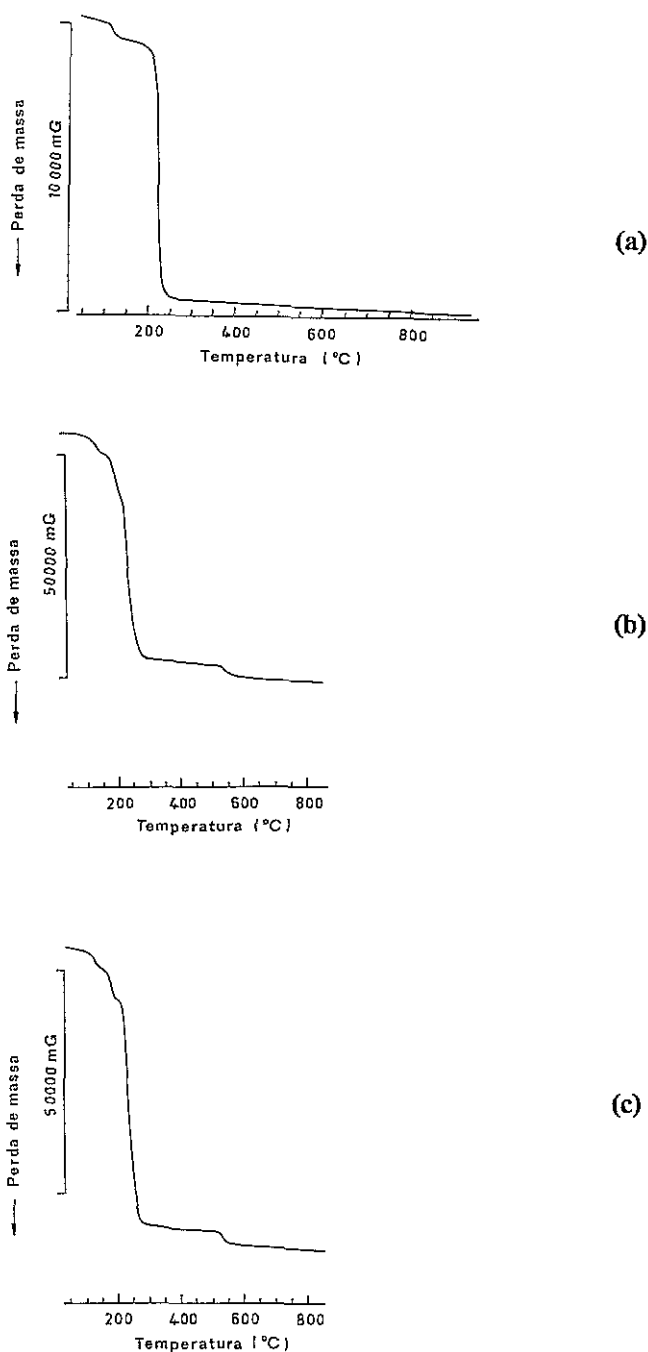 ← Perda de massa
10 000 mG
(a)
200 400 600 800
Temperatura (°C)
← Perda de massa
50000 mG
(b)
200 400 600 800
Temperatura (°C)
← Perda de massa
50000 mG
(c)
200 400 600 800
Temperatura (°C)